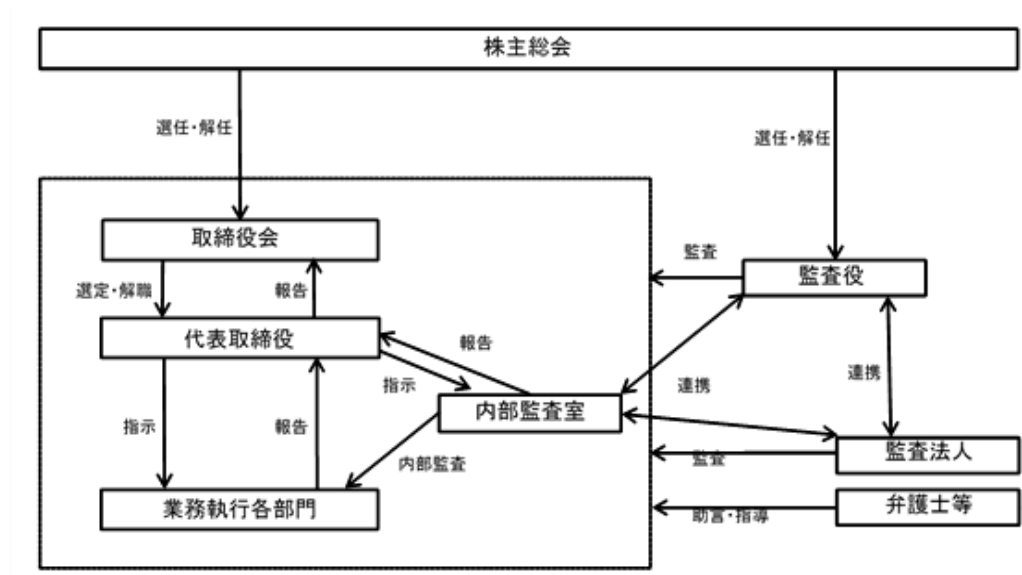 株主総会
選任・解任
選任・解任
取締役会
監査
監査役
選定・解職
報告
代表取締役
報告
指示
連携
連携
内部監査室
指示
報告
内部監査
監査
監査法人
業務執行各部門
助言・指導
弁護士等